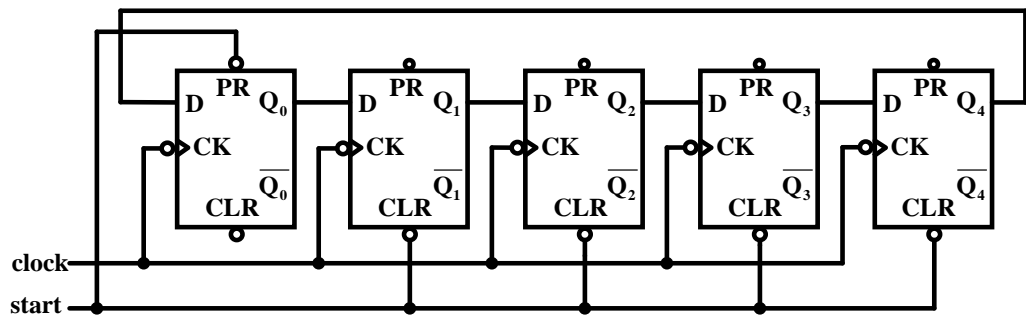 PR PR PR PR PR
D Q0 D Q1 D Q2 D Q3 D Q4
CK CK CK CK CK
Q0 Q1 Q2 Q3 Q4
CLR CLR CLR CLR CLR
clock
start